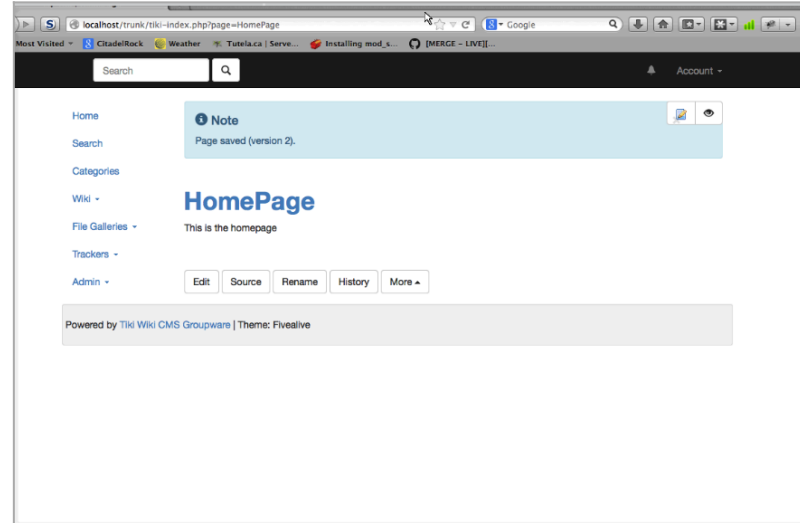 localhost/trunk/tiki-index.php?page=HomePage
Google
Most Visited
CitadelRock
Weather
Tutela.ca | Serve...
Installing mod_s...
[MERGE - LIVE][...
Search
Account
Home
Search
Categories
Wiki
File Galleries
Trackers
Admin
Note
Page saved (version 2).
HomePage
This is the homepage
Edit
Source
Rename
History
More
Powered by Tiki Wiki CMS Groupware | Theme: Fivealive